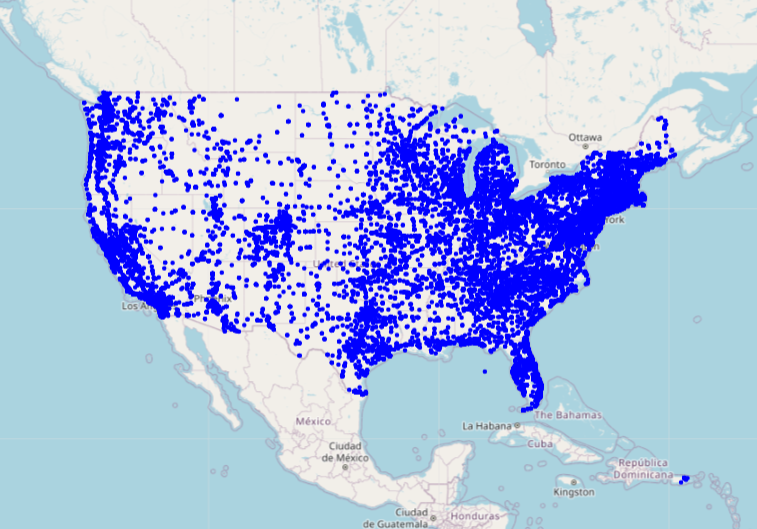 Ottawa
Toronto
York
Phoenix
Los An
México
Ciudad
de México
La Habana
The Bahamas
Cuba
República
Dominicana
Kingston
Ciudad
de Guatemala
Honduras